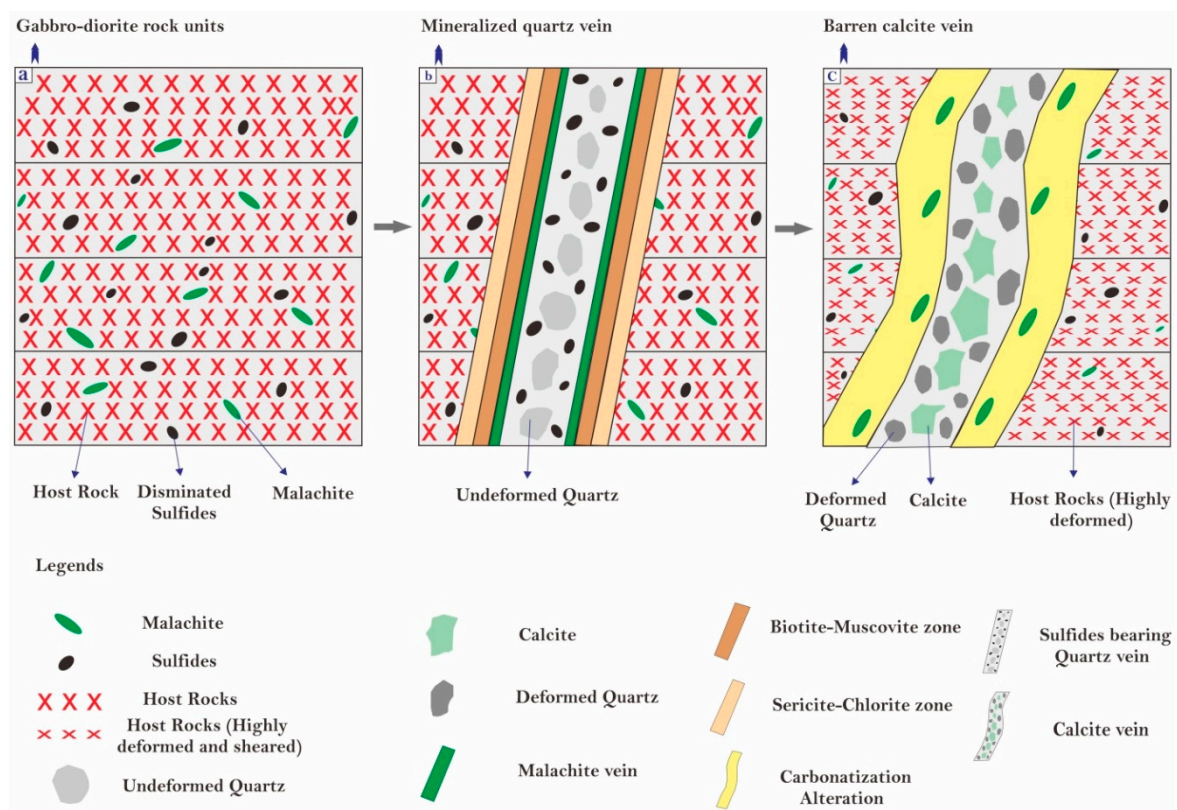 Gabbro-diorite rock units
Mineralized quartz vein
Barren calcite vein
a
b
C
Host Rock
Disminated
Sulfides
Malachite
Undeformed Quartz
Deformed
Quartz
Calcite
Host Rocks (Highly
deformed)
Legends
Malachite
Sulfides
Host Rocks
Host Rocks (Highly
deformed and sheared)
Undeformed Quartz
Calcite
Deformed Quartz
Malachite vein
Biotite-Muscovite zone
Sericite-Chlorite zone
Carbonatization
Alteration
Sulfides bearing
Quartz vein
Calcite vein